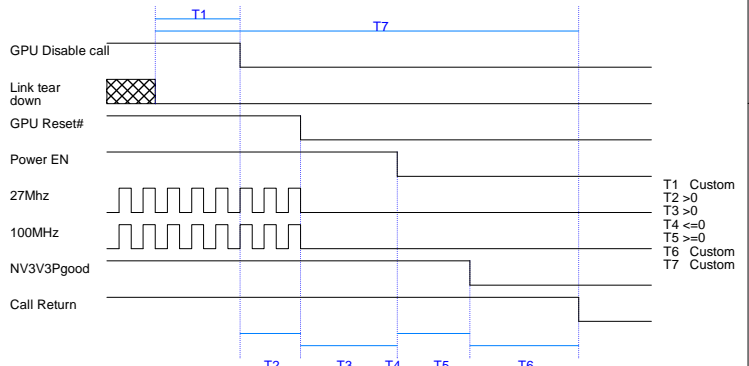 T1
T7
GPU Disable call
Link tear
down
GPU Reset#
Power EN
27Mhz
100MHz
NV3V3Pgood
Call Return
T1 Custom
T2 >0
T3 >0
T4 <=0
T5 >=0
T6 Custom
T7 Custom
T2 T3 T4 T5 T6